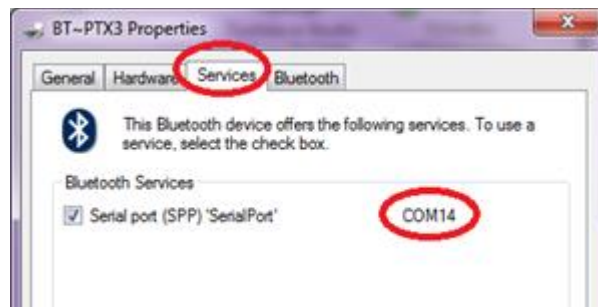 BT~PTX3 Properties
General Hardware Services Bluetooth
This Bluetooth device offers the following services. To use a
service, select the check box.
Bluetooth Services
Serial port (SPP) 'SerialPort' COM14